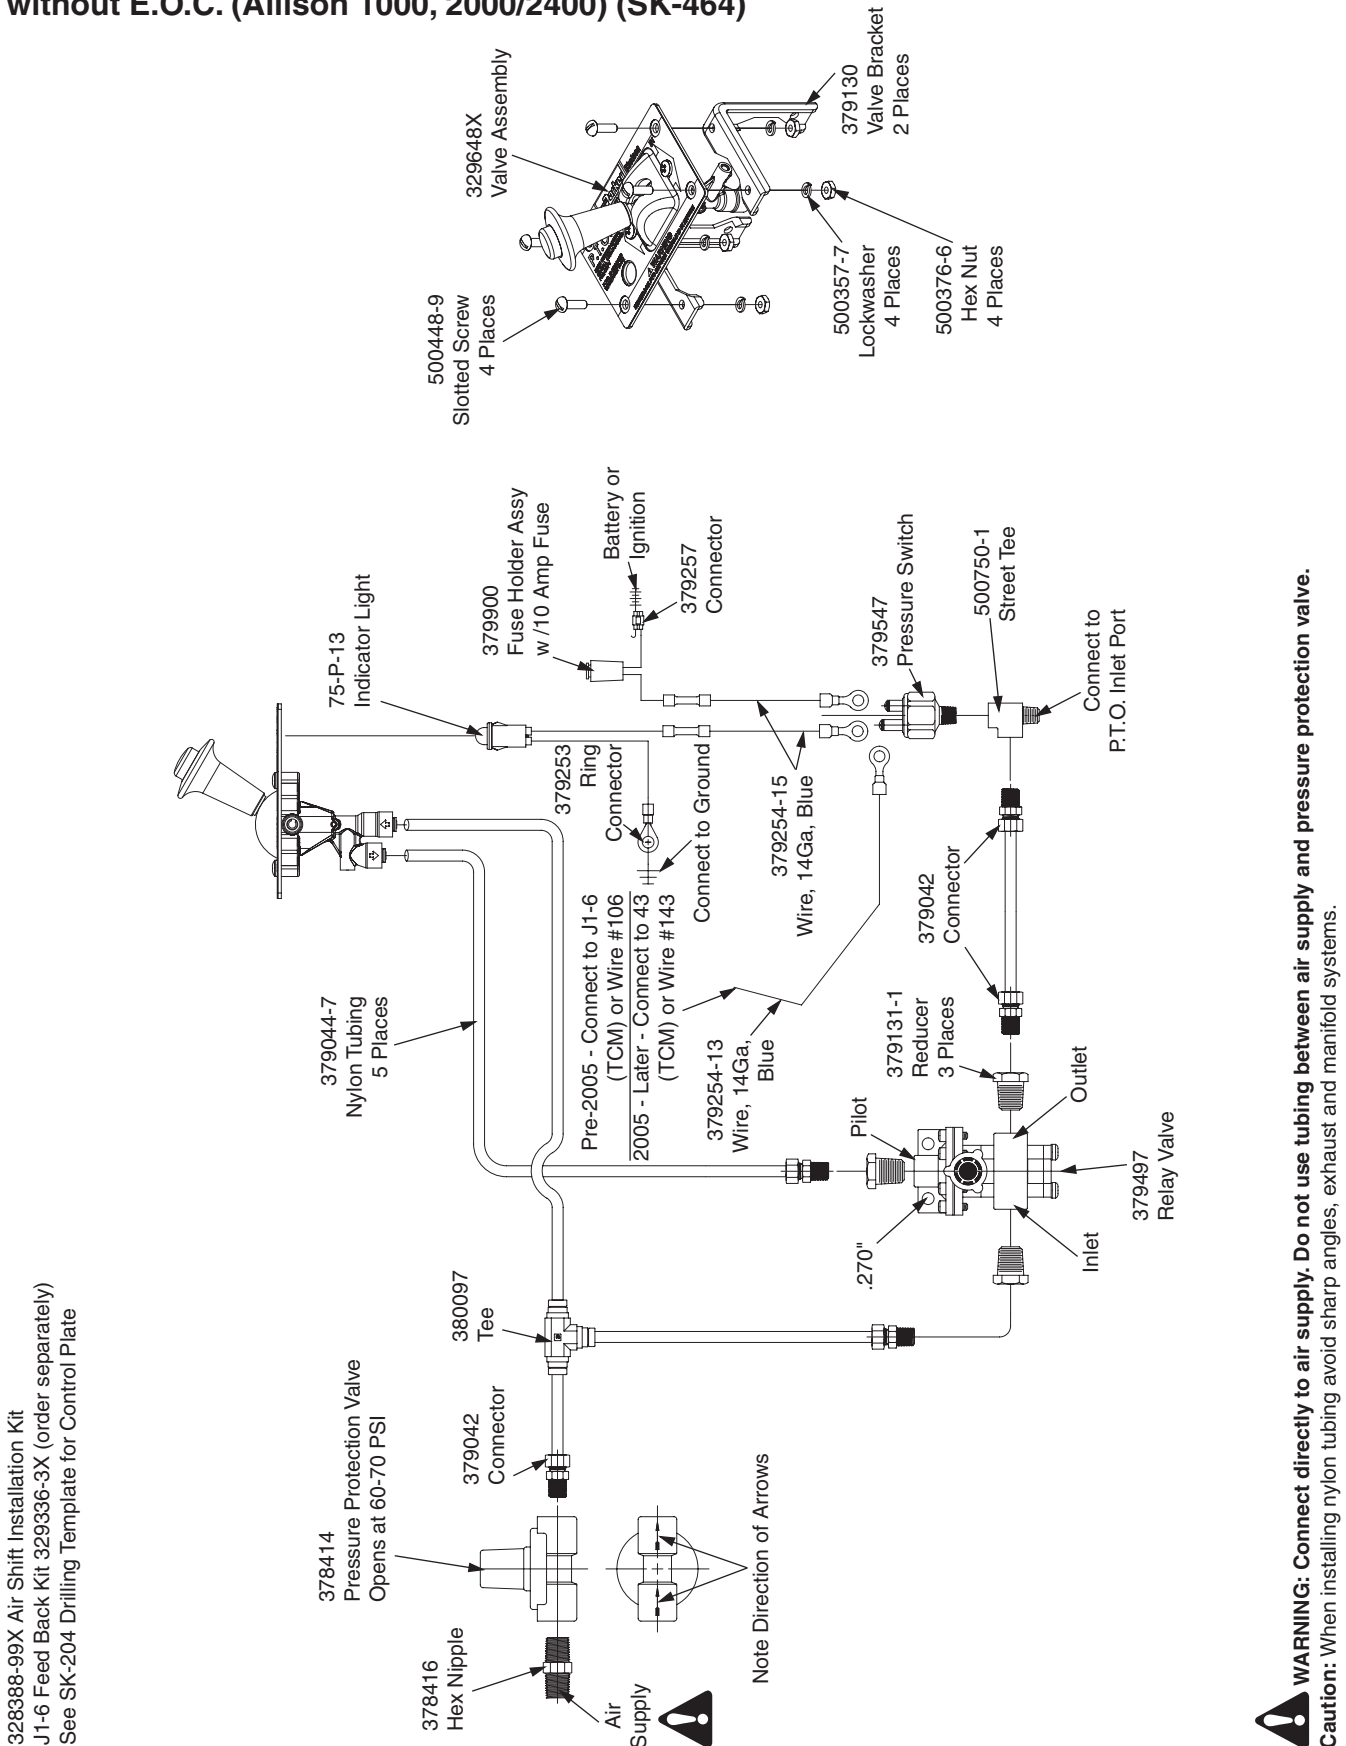 without E.O.C. (Allison 1000, 2000/2400) (SK-464)
328388-99X Air Shift Installation Kit
J1-6 Feed Back Kit 329336-3X (order separately)
See SK-204 Drilling Template for Control Plate
378416
Hex Nipple
Air
Supply
378414
Pressure Protection Valve
Opens at 60-70 PSI
Note Direction of Arrows
379042
Connector
380097
Tee
379044-7
Nylon Tubing
5 Places
75-P-13
Indicator Light
379900
Fuse Holder Assy
w /10 Amp Fuse
Battery or
Ignition
379257
Connector
379253
Ring
Connector
Connect to Ground
Pre-2005 - Connect to J1-6
(TCM) or Wire #106
2005 - Later - Connect to 43
(TCM) or Wire #143
379254-13
Wire, 14Ga,
Blue
379254-15
Wire, 14Ga, Blue
379547
Pressure Switch
500750-1
Street Tee
Connect to
P.T.O. Inlet Port
379042
Connector
379131-1
Reducer
3 Places
Pilot
.270"
Outlet
Inlet
379497
Relay Valve
500448-9
Slotted Screw
4 Places
329648X
Valve Assembly
379130
Valve Bracket
2 Places
500357-7
Lockwasher
4 Places
500376-6
Hex Nut
4 Places
WARNING: Connect directly to air supply. Do not use tubing between air supply and pressure protection valve.
Caution: When installing nylon tubing avoid sharp angles, exhaust and manifold systems.